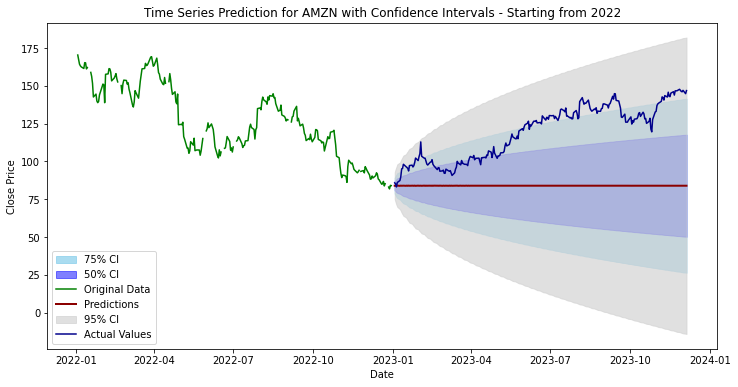 Time Series Prediction for AMZN with Confidence Intervals - Starting from 2022
175
150
125
100
75
50
25
0
Close Price
75% CI
50% CI
Original Data
Predictions
95% CI
Actual Values
2022-01 2022-04 2022-07 2022-10 2023-01 2023-04 2023-07 2023-10 2024-01
Date